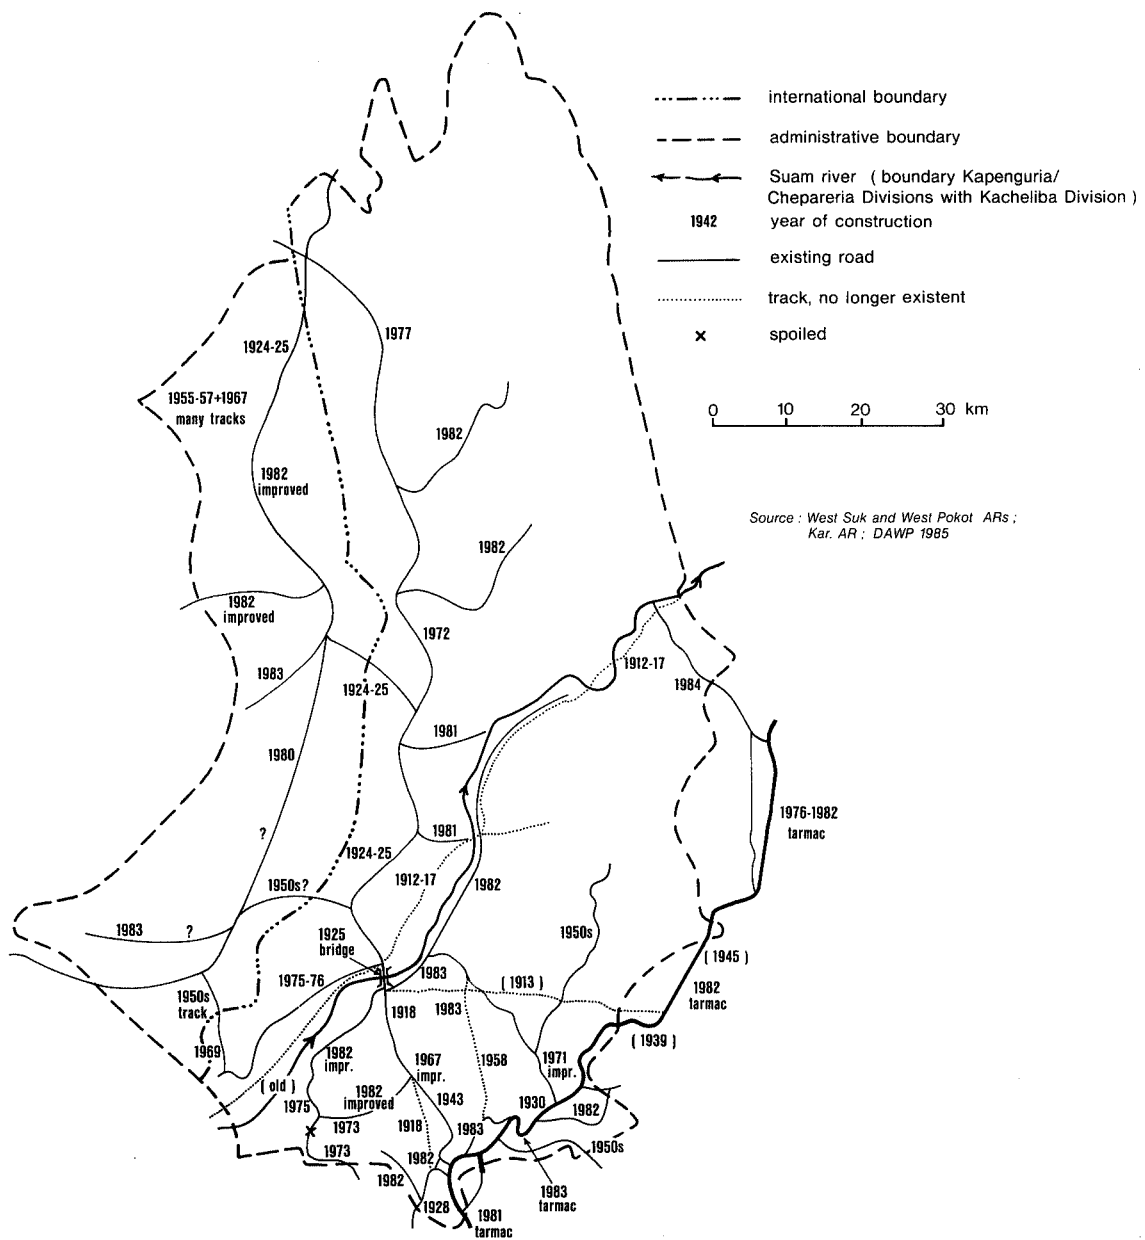 international boundary
administrative boundary
Suam river ( boundary Kapenguria/
Chepareria Divisions with Kacheliba Division )
1942 year of construction
existing road
track, no longer existent
x spoiled
0 10 20 30 km
Source : West Suk and West Pokot ARs ;
Kar. AR ; DAWP 1985
1977
1924-25
1955-57+1967
many tracks
1982
1982
improved
1982
1982
improved
1972
1912-17
1983
1924-25
1984
1981
1980
1976-1982
tarmac
?
1981
1924-25
1912-17
1982
1950s?
1983
?
1925
bridge
1950s
( 1945 )
1983
1975-76
( 1913 )
1982
tarmac
1950s
track
1918
1983
( 1939 )
1969
1982
impr.
1967
impr.
1958
1971
impr.
( old )
1982
improved
1943
1930
1982
1975
1973
1918
1983
1973
1982
1950s
1982
1928
1983
tarmac
1981
tarmac